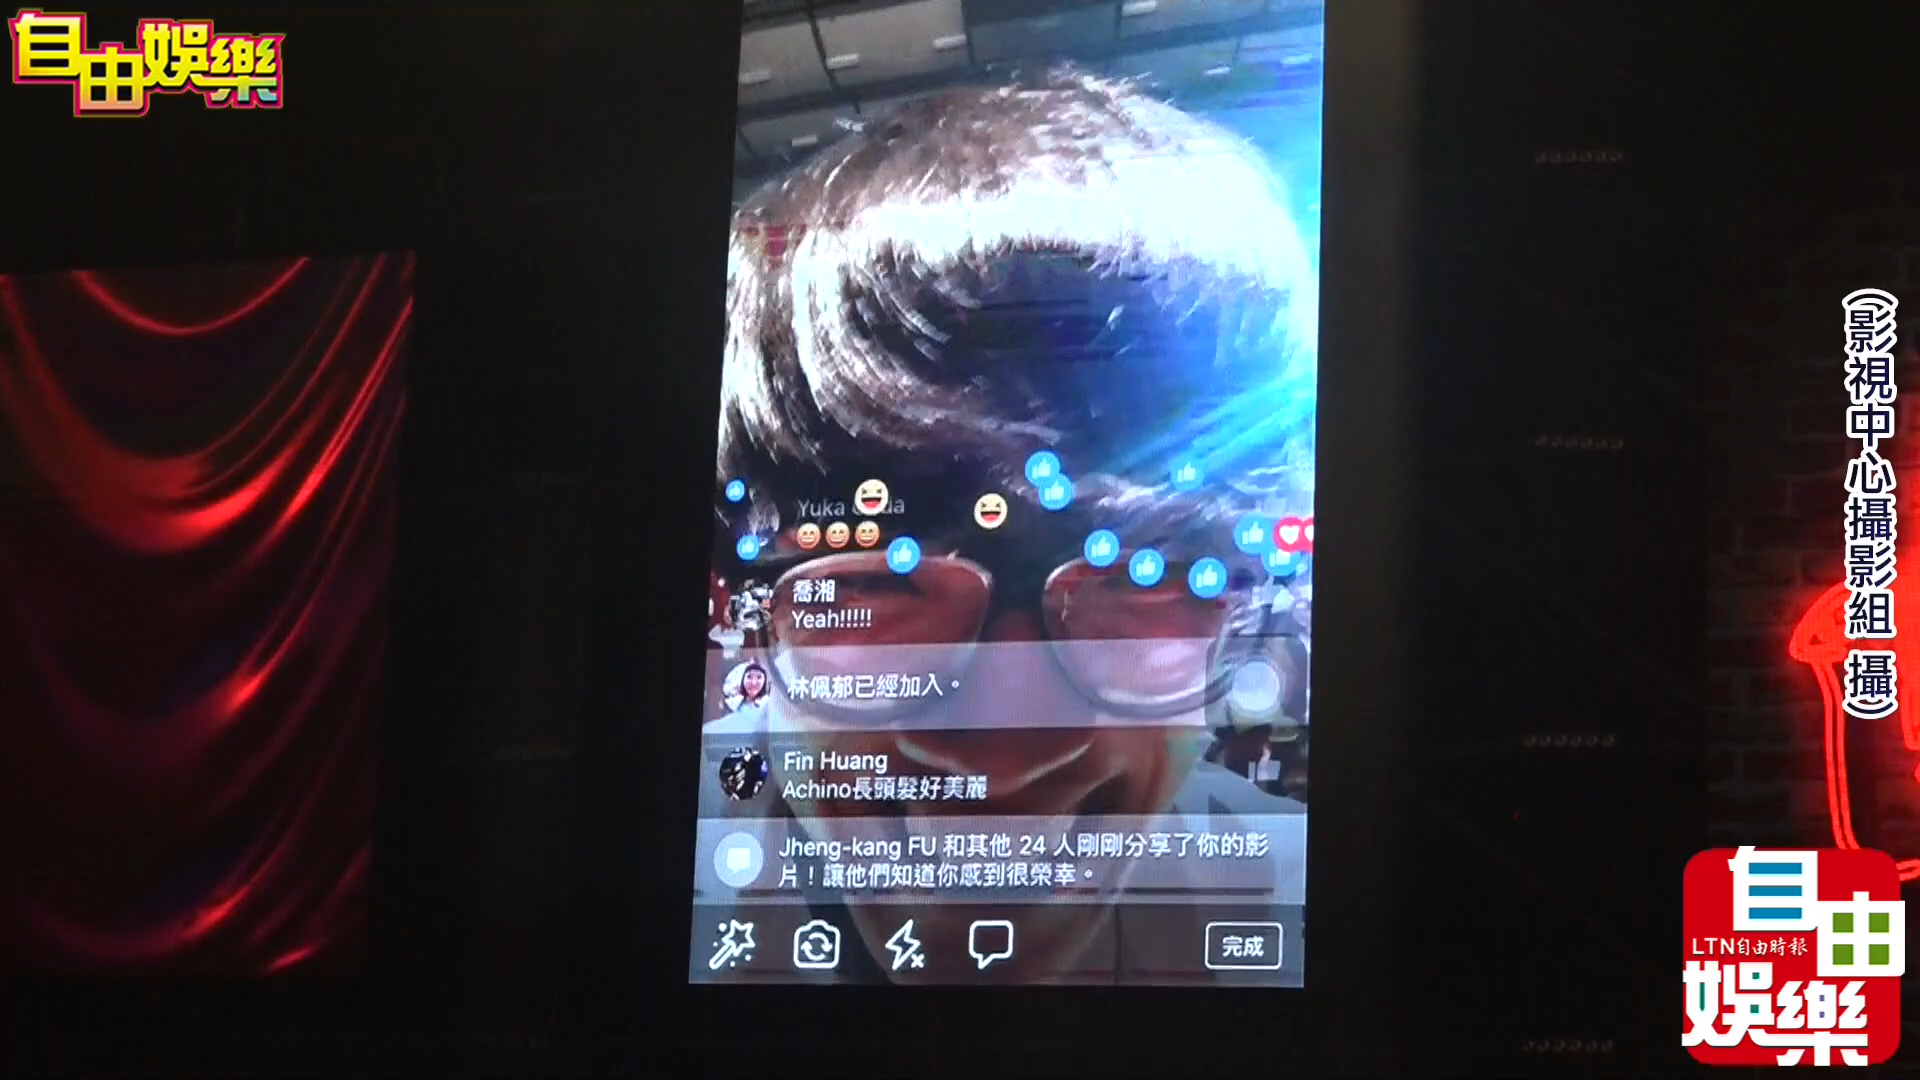 自由娛樂
Yuka
喬湘
Yeah!!!!!
林佩郁已經加入。
Fin Huang
Achino長頭髮好美麗
Jheng-kang FU 和其他 24 人剛剛分享了你的影
片！讓他們知道你感到很榮幸。
完成
(影視中心攝影組 攝)
自由
LTN自由時報
娛樂